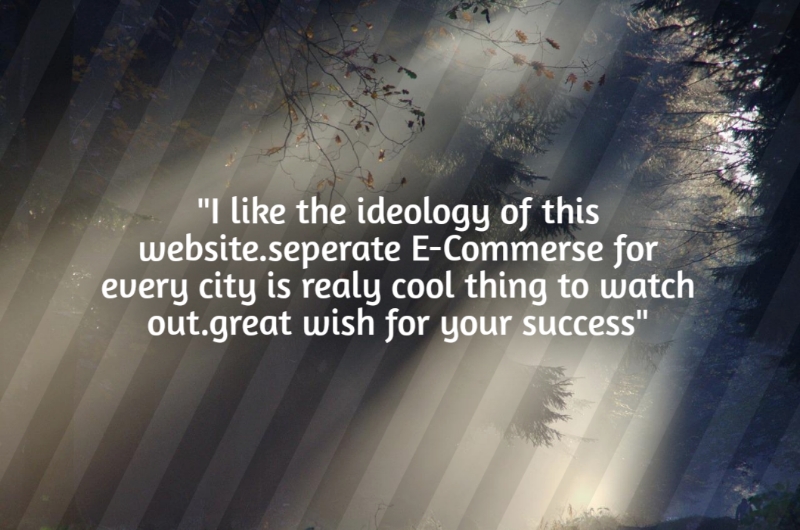 "I like the ideology of this
website.seperate E-Commerse for
every city is realy cool thing to watch
out.great wish for your success"